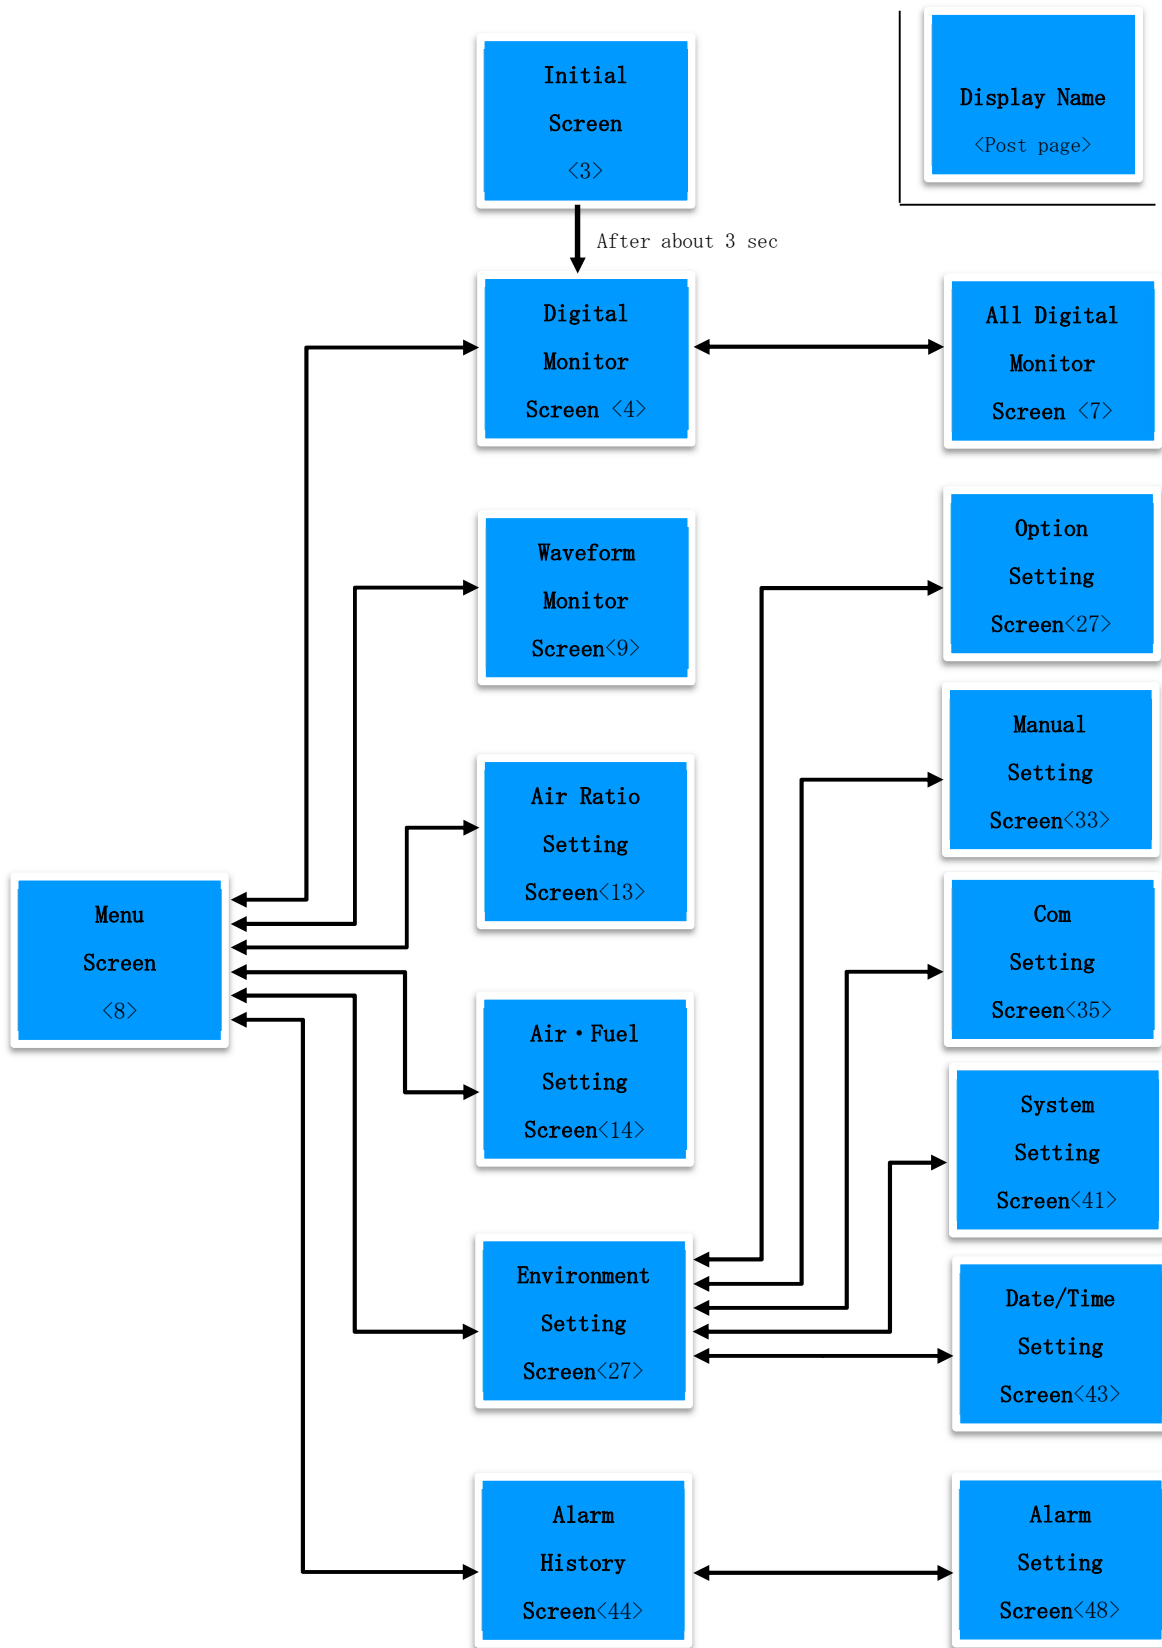 Initial
Screen
<3>
Display Name
<Post page>
After about 3 sec
Digital
Monitor
Screen <4>
All Digital
Monitor
Screen <7>
Waveform
Monitor
Screen<9>
Option
Setting
Screen<27>
Manual
Setting
Screen<33>
Air Ratio
Setting
Screen<13>
Menu
Screen
<8>
Com
Setting
Screen<35>
Air・Fuel
Setting
Screen<14>
System
Setting
Screen<41>
Environment
Setting
Screen<27>
Date/Time
Setting
Screen<43>
Alarm
History
Screen<44>
Alarm
Setting
Screen<48>